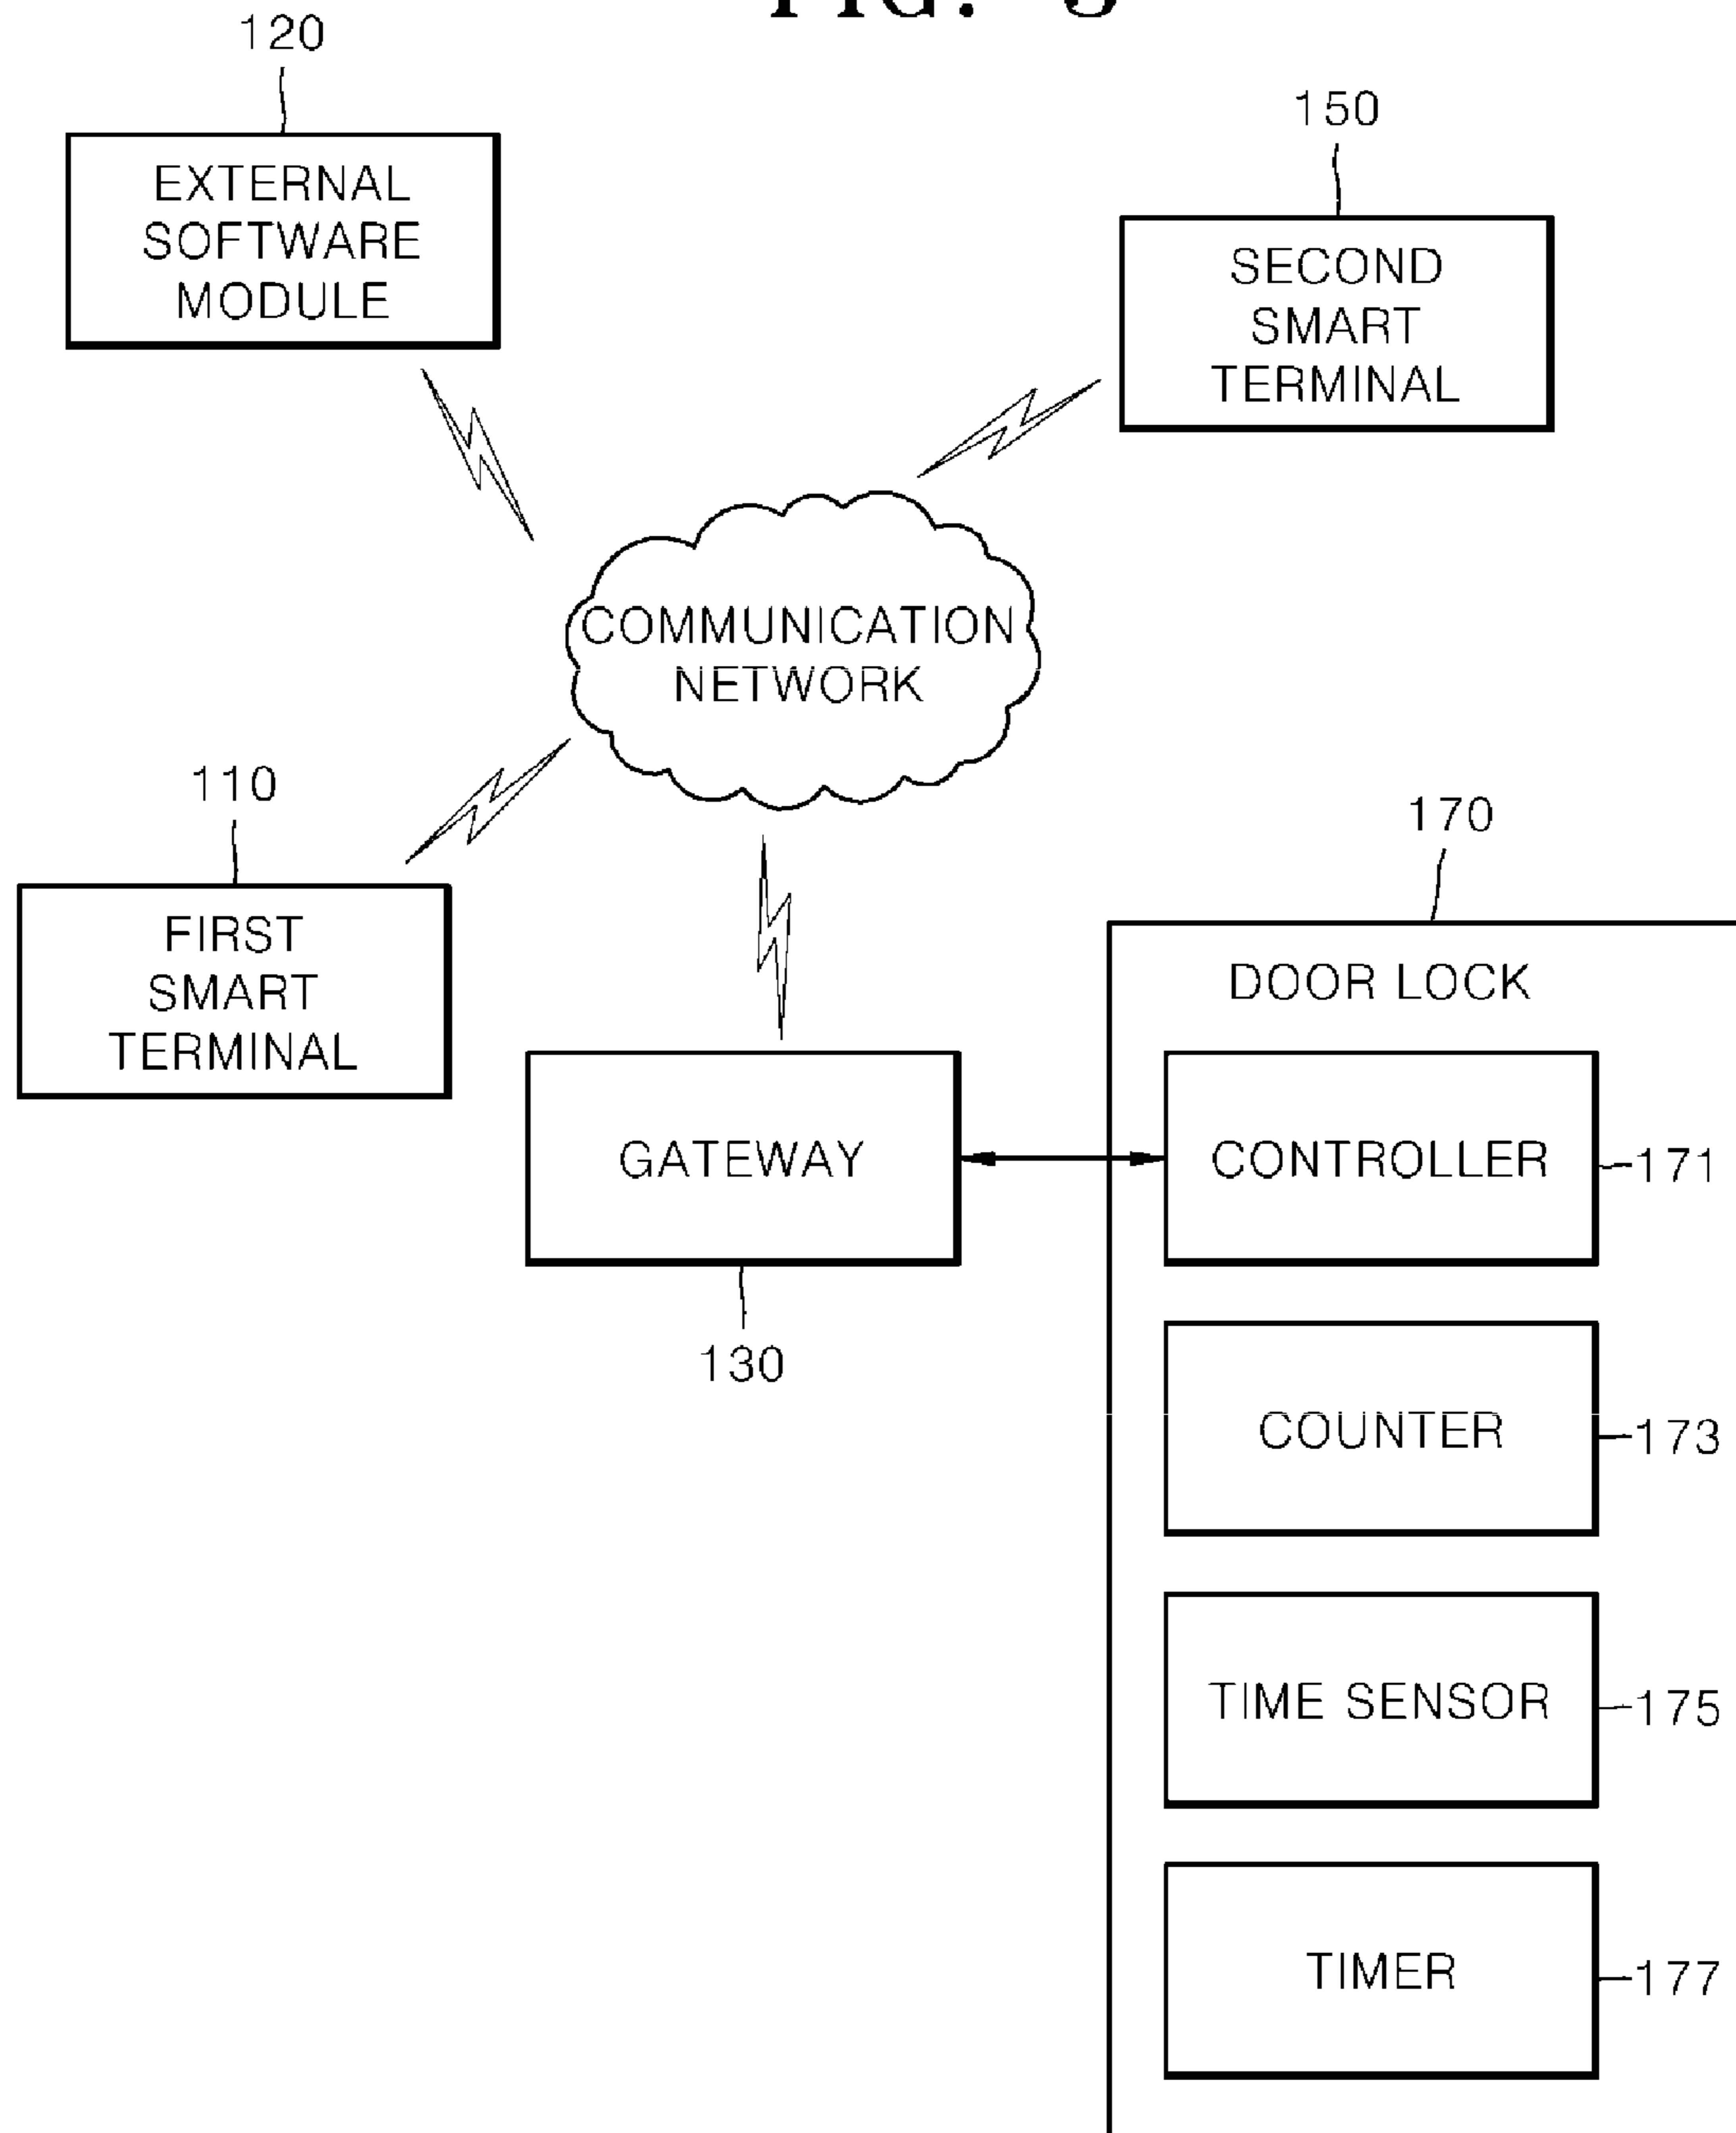 FIG.
120
EXTERNAL
SOFTWARE
MODULE
150
SECOND
SMART
TERMINAL
COMMUNICATION
NETWORK
110
FIRST
SMART
TERMINAL
170
DOOR LOCK
GATEWAY
130
CONTROLLER
171
COUNTER
173
TIME SENSOR
175
TIMER
177